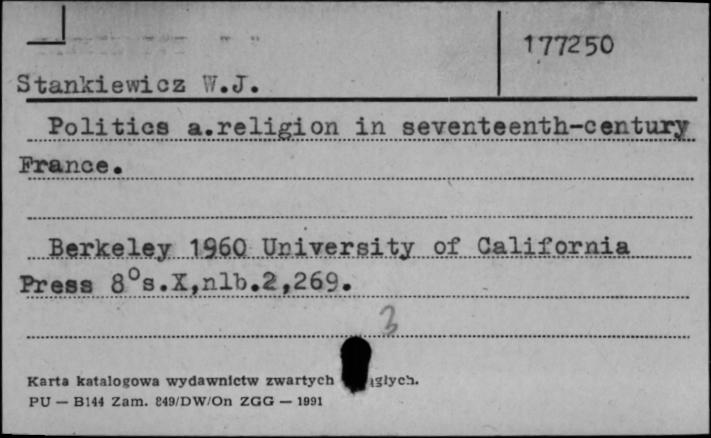 177250
Stankiewicz W.J.
Politics a.religion in seventeenth-century
France.
Berkeley 1960 University of California
Press 8°s.X,nlb.2,269.
3
Karta katalogowa wydawnictw zwartych
PU — B144 Zam. 849/DW/On ZGG — 1991